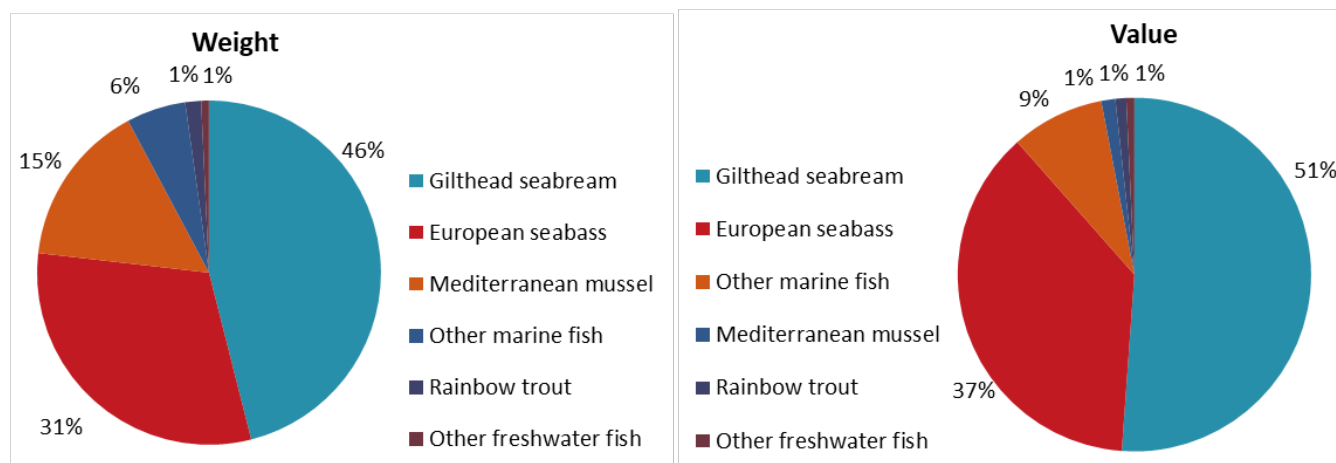 Weight
1% 1%
6%
46%
15%
31%
Gilthead seabream
European seabass
Mediterranean mussel
Other marine fish
Rainbow trout
Other freshwater fish
Value
1% 1% 1%
9%
51%
37%
Gilthead seabream
European seabass
Other marine fish
Mediterranean mussel
Rainbow trout
Other freshwater fish